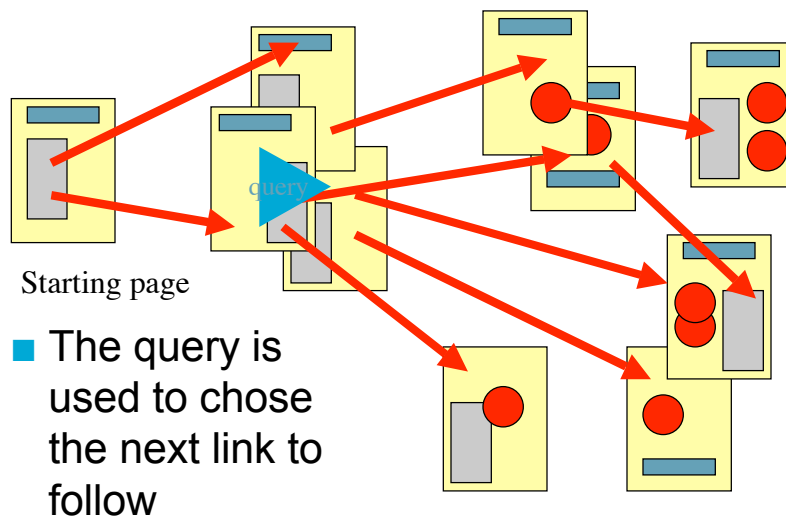 query
Starting page
The query is
used to chose
the next link to
follow